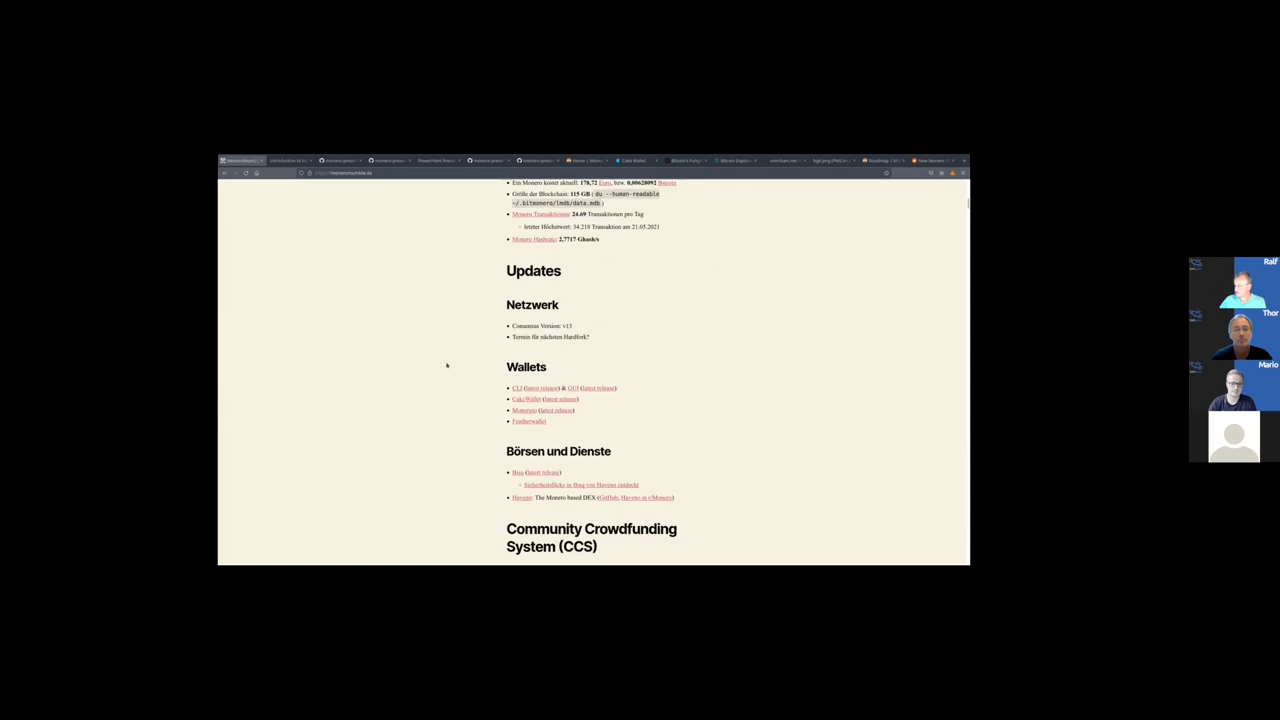 Ein Monero kostet aktuell: 178,72 Euro, bzw. 0,00628092 Bitcoin
Größe der Blockchain: 115 GB ( du --human-readable
~/.bitmonero/lmdb/data.mdb )
Monero Transaktionen: 24.69 Transaktionen pro Tag
letzter Höchstwert: 34.218 Transaktion am 21.05.2021
Monero Hashrate: 2,7717 Ghash/s
Updates
Netzwerk
Consensus Version: v13
Termin für nächsten Hardfork?
Wallets
CLI (latest release) & GUI (latest release)
CakeWallet (latest release)
Monerujo (latest release)
Featherwallet
Börsen und Dienste
Bisq (latest release)
Sicherheitslücke in Bisq von Haveno entdeckt
Haveno: The Monero based DEX (GitHub, Haveno in r/Monero)
Community Crowdfunding
System (CCS)
Ralf
Thor
Mario